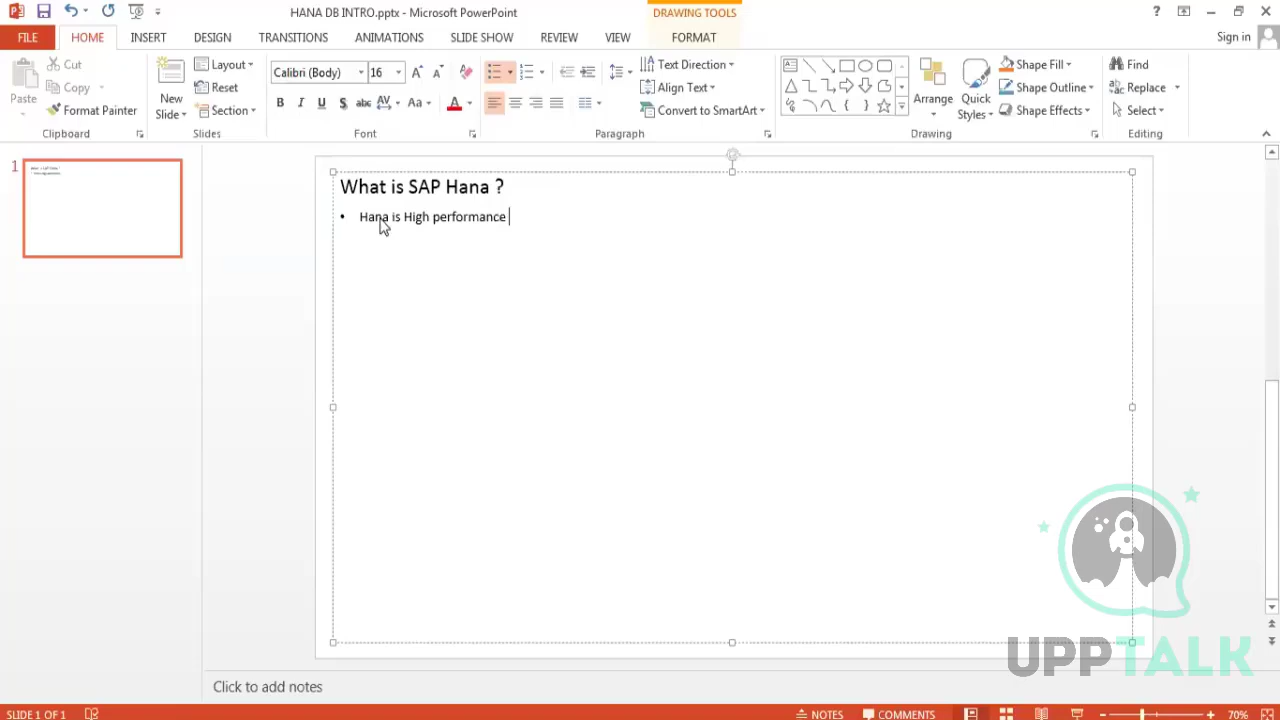 HANA DB INTRO.pptx - Microsoft PowerPoint
DRAWING TOOLS
?
FILE
HOME
INSERT
DESIGN
TRANSITIONS
ANIMATIONS
SLIDE SHOW
REVIEW
VIEW
FORMAT
Sign in
Paste
Cut
Copy
Format Painter
Clipboard
New Slide
Layout
Reset
Section
Slides
Calibri (Body)
16
B I U S abc AV Aa A
Font
Text Direction
Align Text
Convert to SmartArt
Paragraph
Arrange
Quick Styles
Shape Fill
Shape Outline
Shape Effects
Drawing
Find
Replace
Select
Editing
1
What is SAP Hana ?
• Hana is High performance
UPPTALK
Click to add notes
SLIDE 1 OF 1
NOTES
COMMENTS
70%